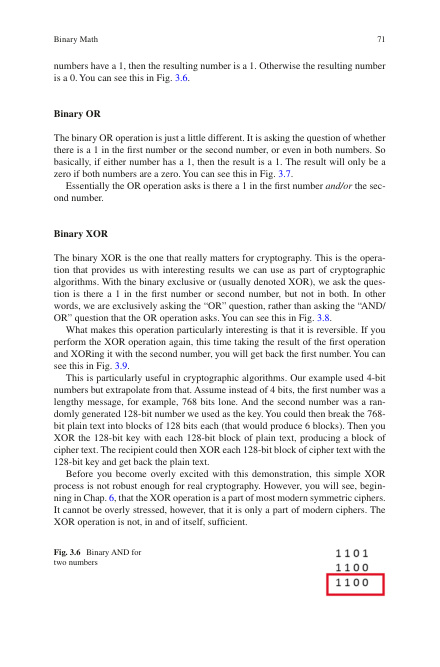 Binary Math 71
numbers have a 1, then the resulting number is a 1. Otherwise the resulting number
is a 0. You can see this in Fig. 3.6.
Binary OR
The binary OR operation is just a little different. It is asking the question of whether
there is a 1 in the first number or the second number, or even in both numbers. So
basically, if either number has a 1, then the result is a 1. The result will only be a
zero if both numbers are a zero. You can see this in Fig. 3.7.
Essentially the OR operation asks is there a 1 in the first number and/or the sec-
ond number.
Binary XOR
The binary XOR is the one that really matters for cryptography. This is the opera-
tion that provides us with interesting results we can use as part of cryptographic
algorithms. With the binary exclusive or (usually denoted XOR), we ask the ques-
tion is there a 1 in the first number or second number, but not in both. In other
words, we are exclusively asking the “OR” question, rather than asking the “AND/
OR” question that the OR operation asks. You can see this in Fig. 3.8.
What makes this operation particularly interesting is that it is reversible. If you
perform the XOR operation again, this time taking the result of the first operation
and XORing it with the second number, you will get back the first number. You can
see this in Fig. 3.9.
This is particularly useful in cryptographic algorithms. Our example used 4-bit
numbers but extrapolate from that. Assume instead of 4 bits, the first number was a
lengthy message, for example, 768 bits lone. And the second number was a ran-
domly generated 128-bit number we used as the key. You could then break the 768-
bit plain text into blocks of 128 bits each (that would produce 6 blocks). Then you
XOR the 128-bit key with each 128-bit block of plain text, producing a block of
cipher text. The recipient could then XOR each 128-bit block of cipher text with the
128-bit key and get back the plain text.
Before you become overly excited with this demonstration, this simple XOR
process is not robust enough for real cryptography. However, you will see, begin-
ning in Chap. 6, that the XOR operation is a part of most modern symmetric ciphers.
It cannot be overly stressed, however, that it is only a part of modern ciphers. The
XOR operation is not, in and of itself, sufficient.
Fig. 3.6 Binary AND for
two numbers
1101
1100
1100